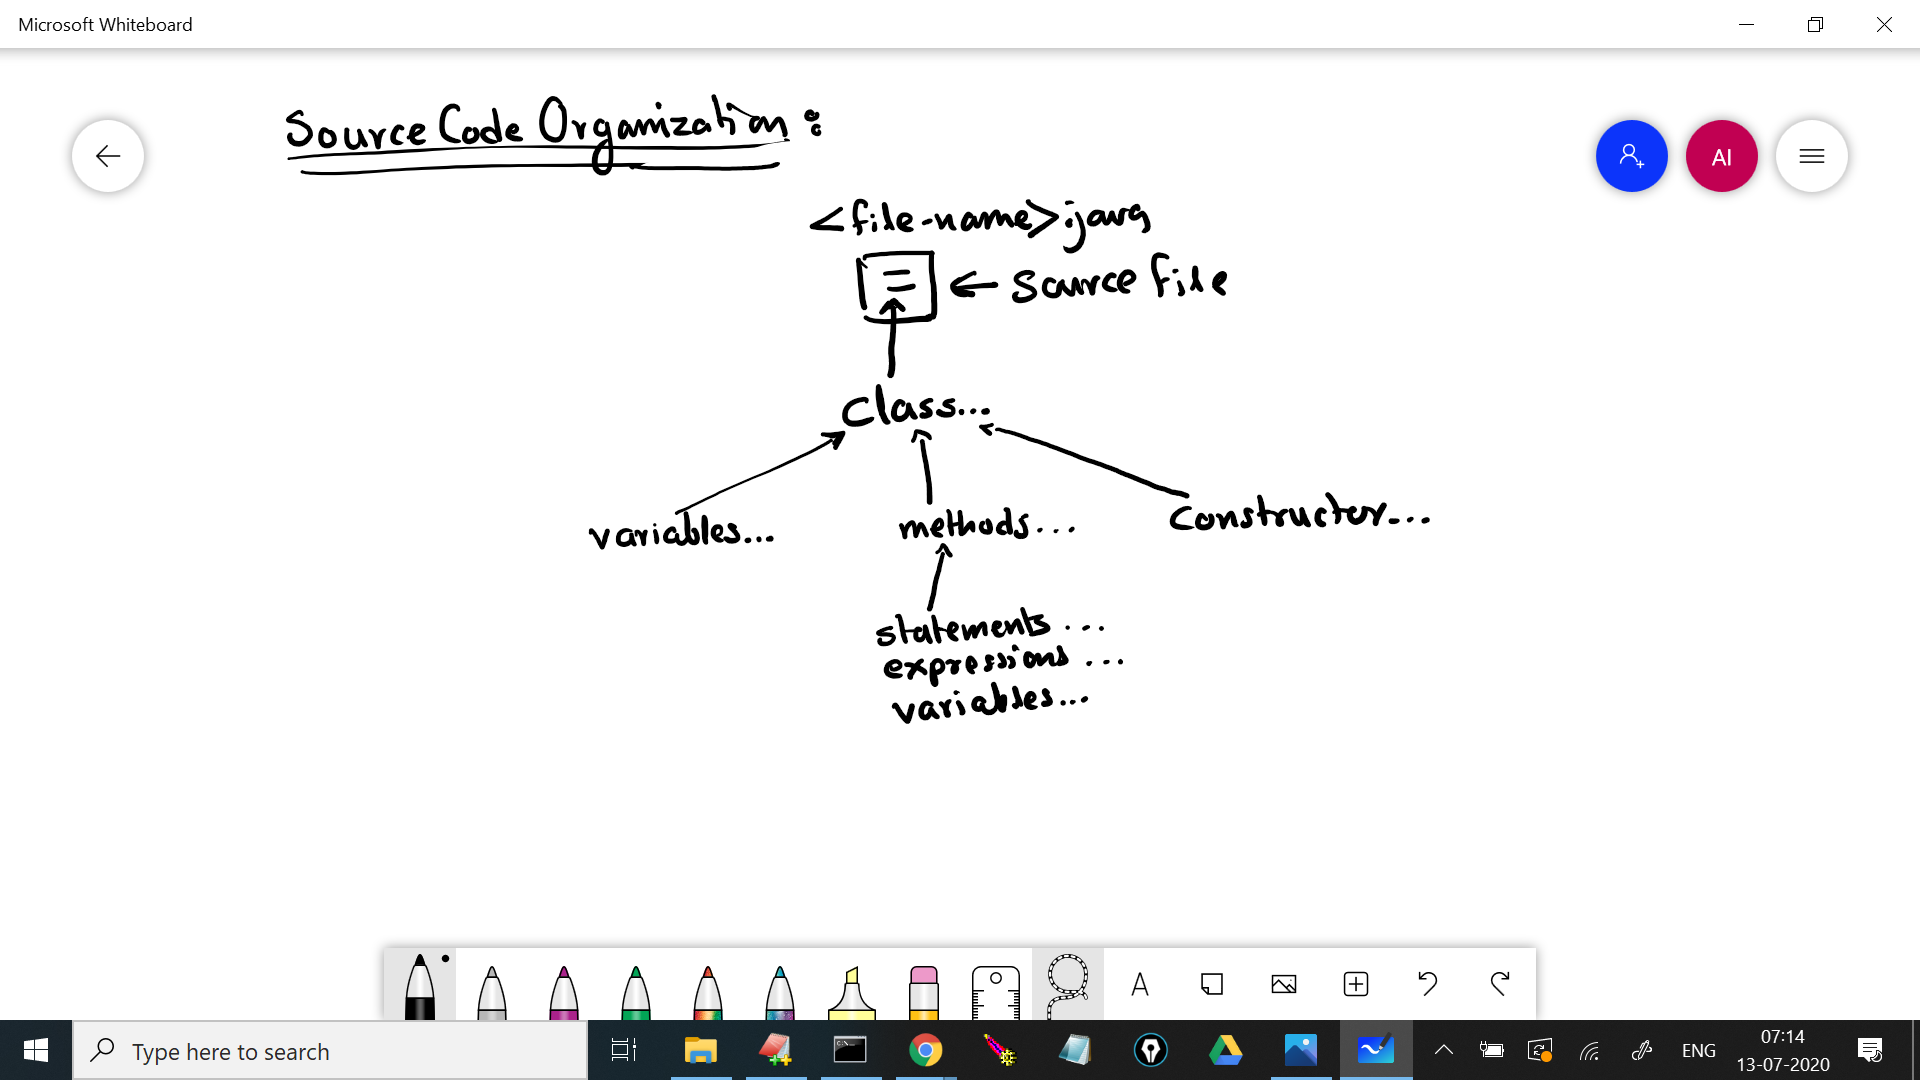 Microsoft Whiteboard
Source Code Organization :
AI
<file-name>.java
← Source file
Class...
variables... methods... Constructor...
statements ...
expressions ...
variables...
A
Type here to search
ENG
07:14
13-07-2020